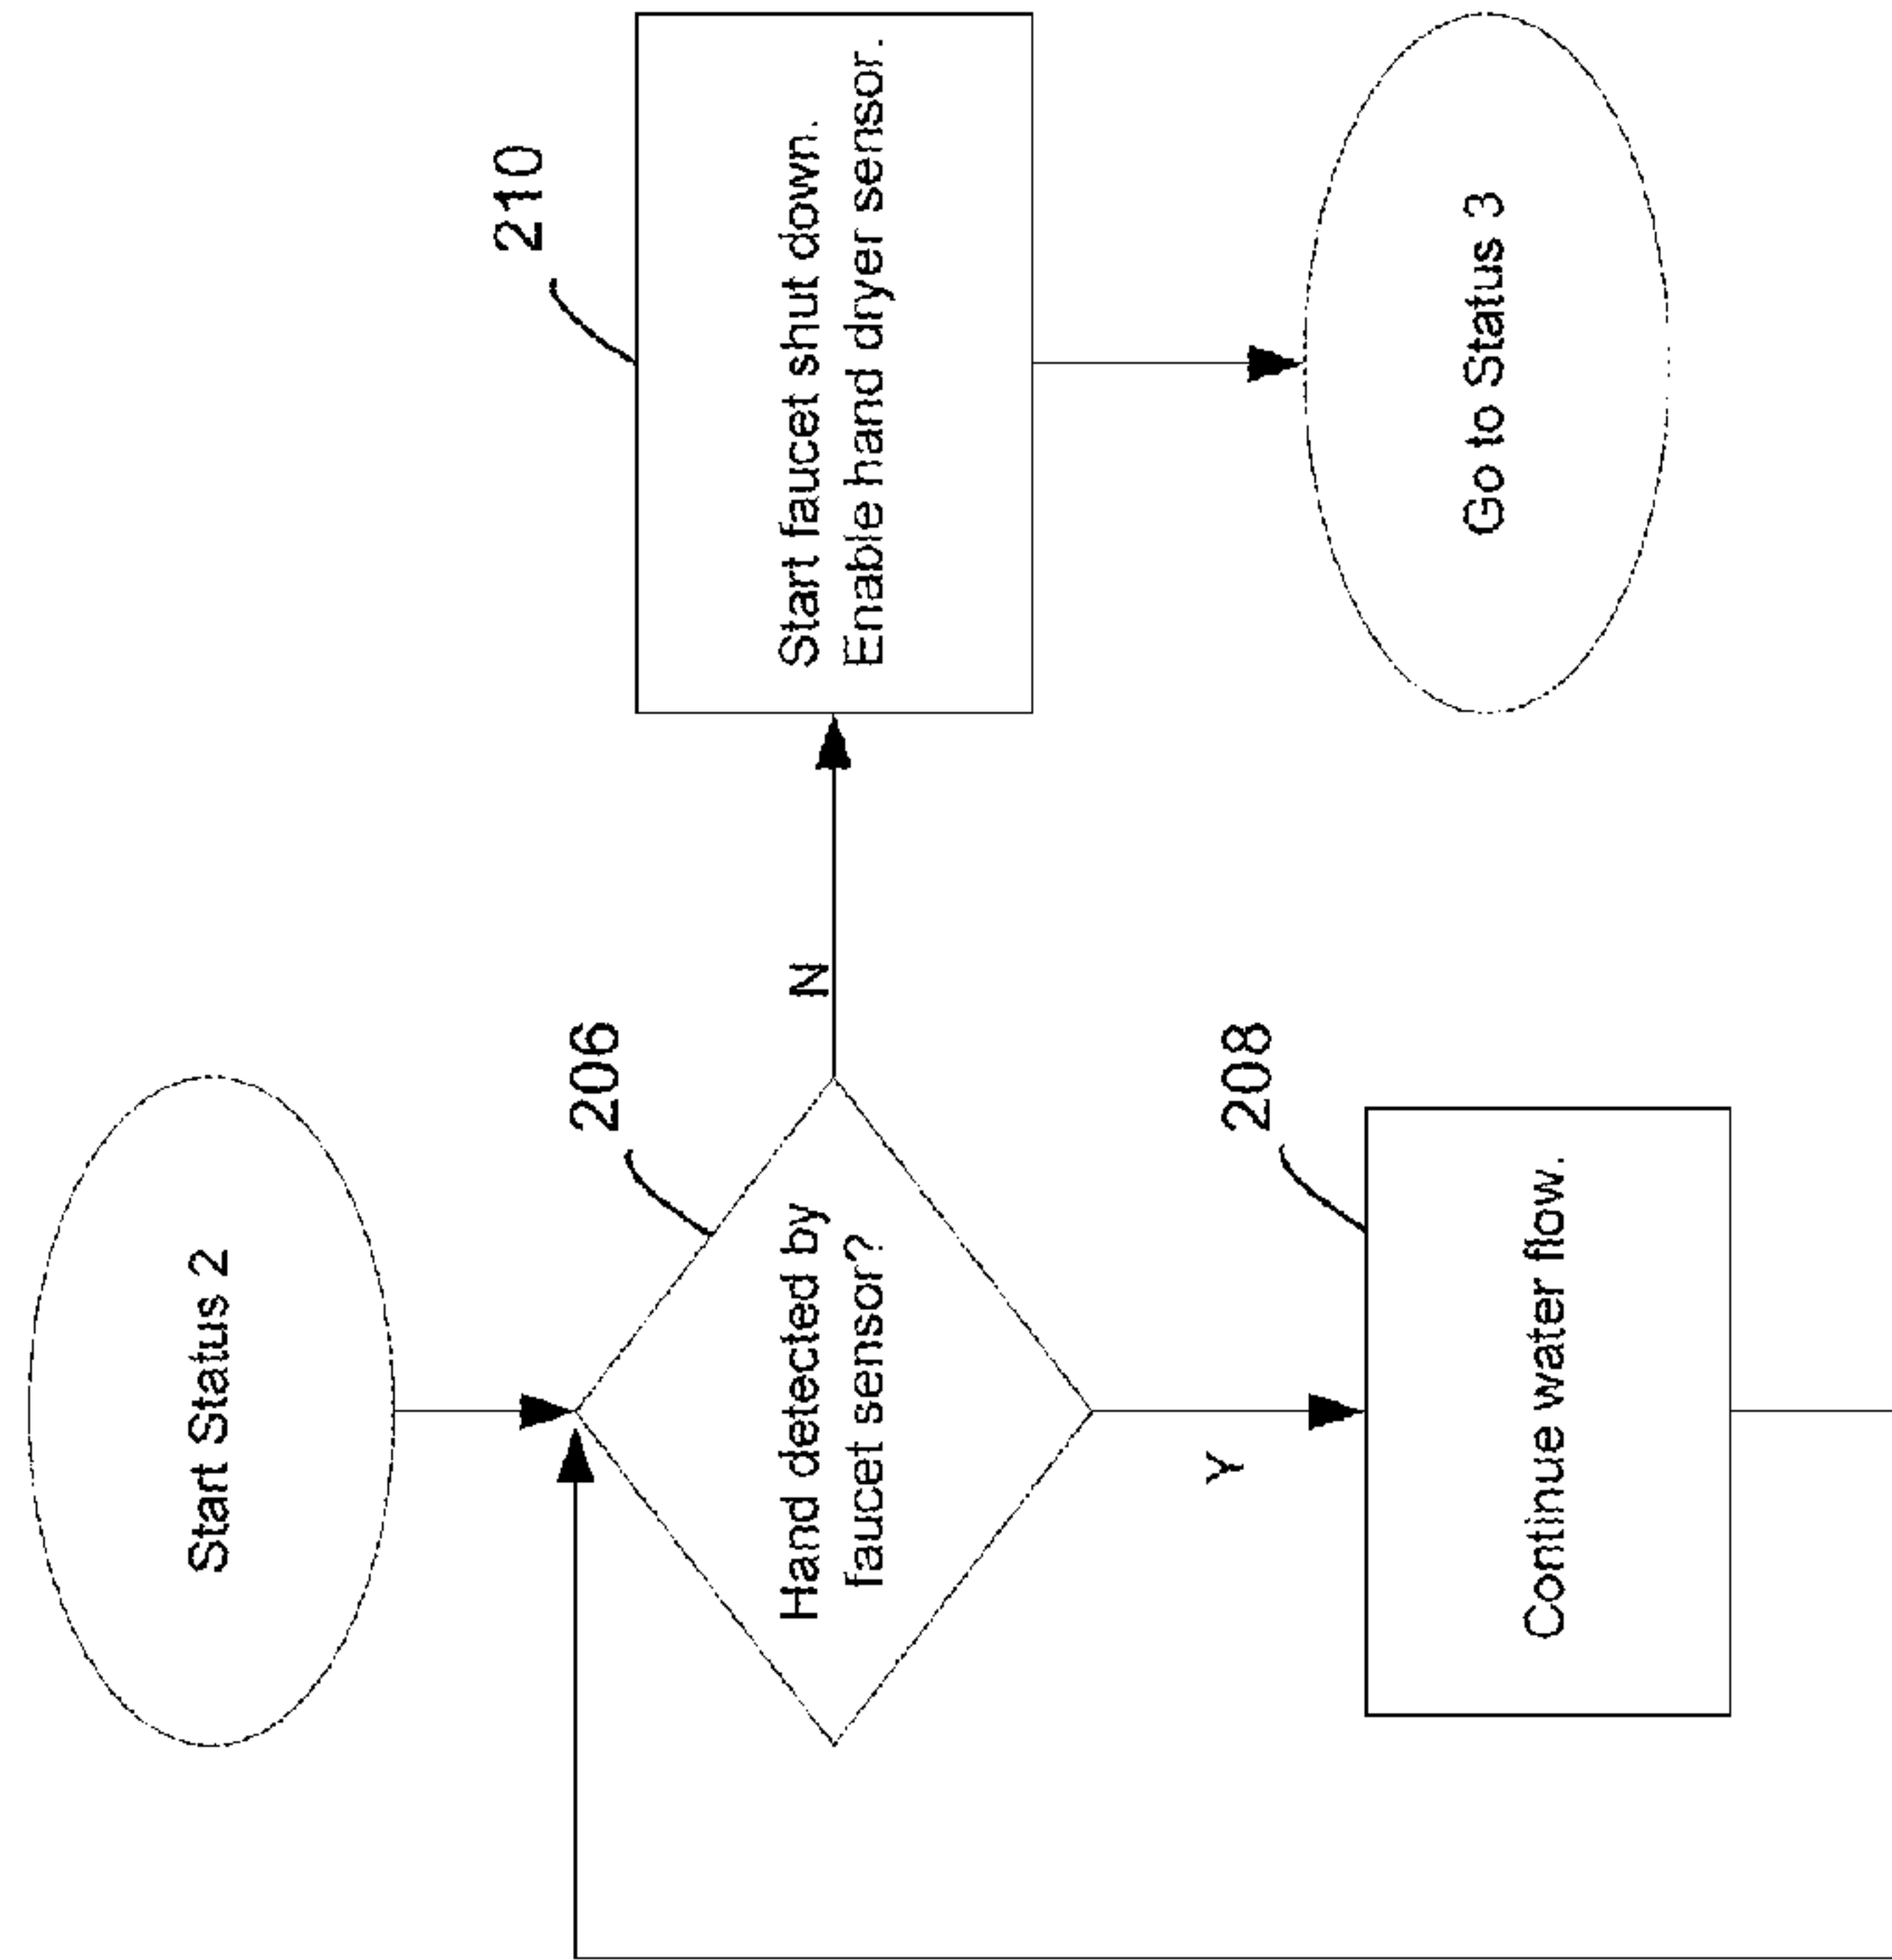 Start Status 2
206
Hand detected by
faucet sensor?
N
210
Start faucet shut down.
Enable hand dryer sensor.
Y
208
Continue water flow.
Go to Status 3